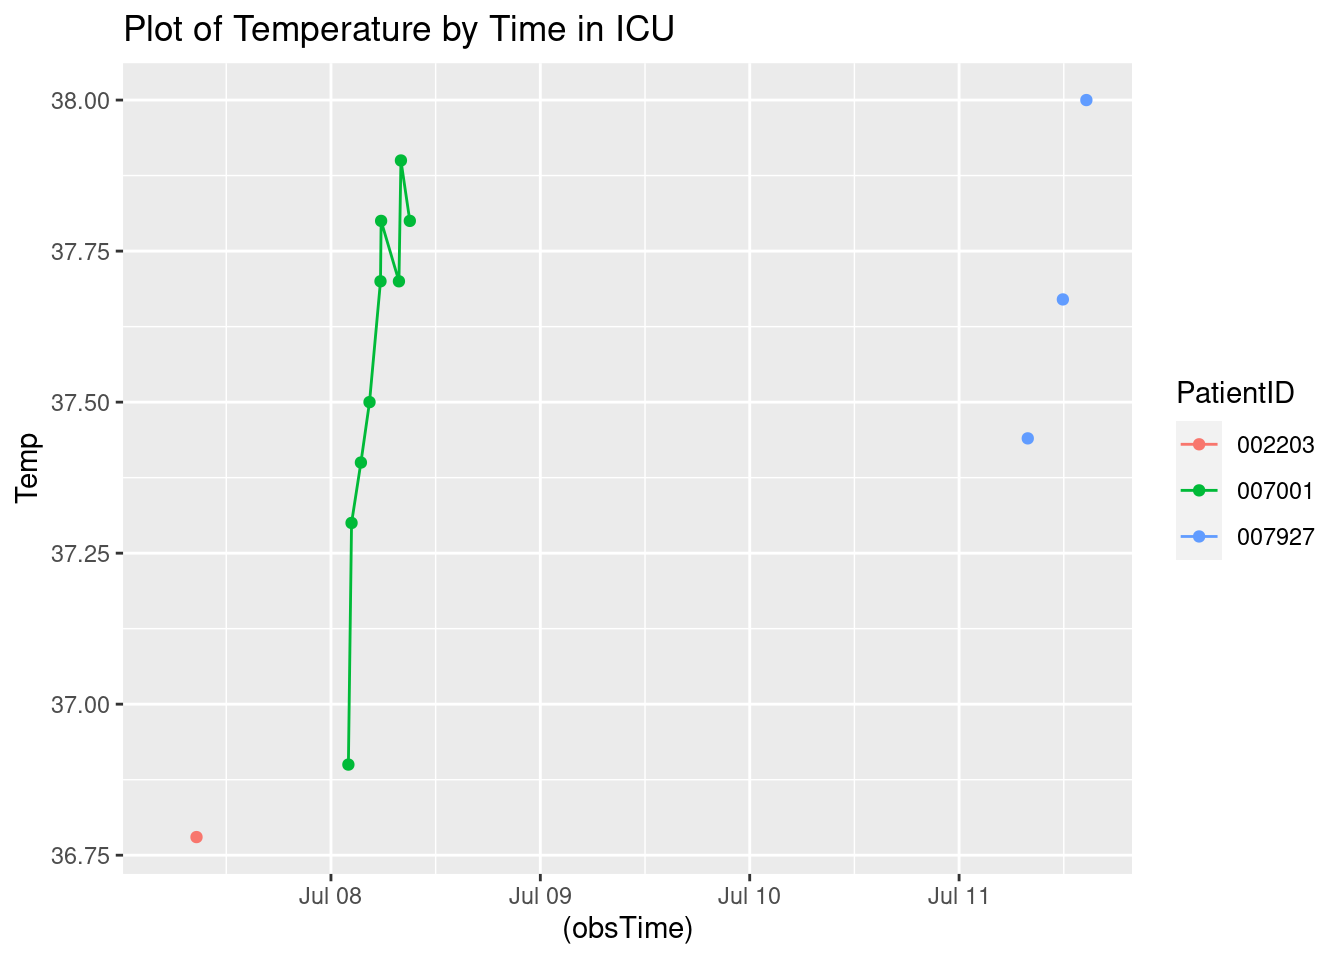 Plot of Temperature by Time in ICU
38.00
37.75
37.50
37.25
37.00
36.75
Temp
Jul 08
Jul 09
Jul 10
Jul 11
(obsTime)
PatientID
002203
007001
007927